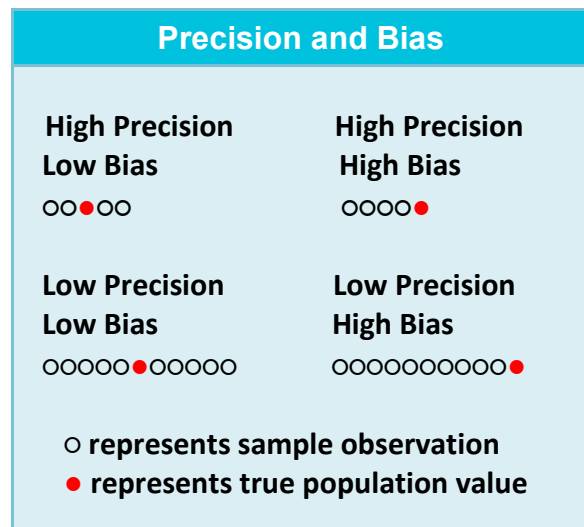 Precision and Bias
High Precision
Low Bias
High Precision
High Bias
Low Precision
Low Bias
Low Precision
High Bias
represents sample observation
represents true population value